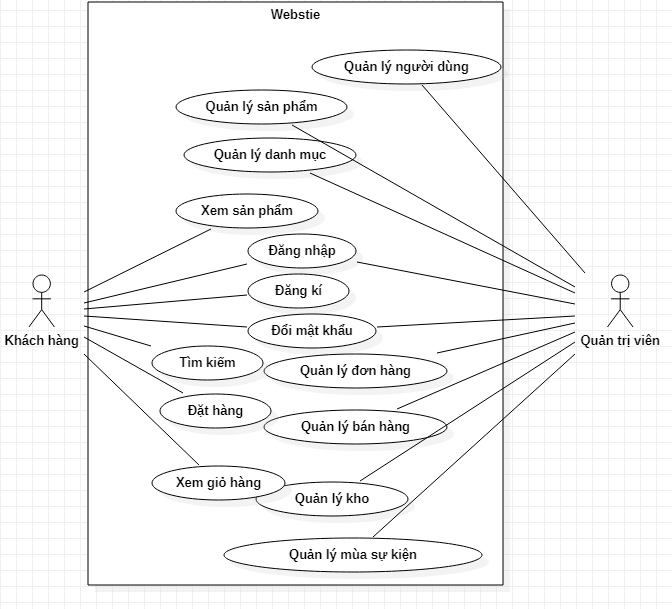 Webstie
Quản lý người dùng
Quản lý sản phẩm
Quản lý danh mục
Xem sản phẩm
Đăng nhập
Đăng kí
Đổi mật khẩu
Khách hàng
Quản trị viên
Tìm kiếm
Quản lý đơn hàng
Đặt hàng
Quản lý bán hàng
Xem giỏ hàng
Quản lý kho
Quản lý mùa sự kiện